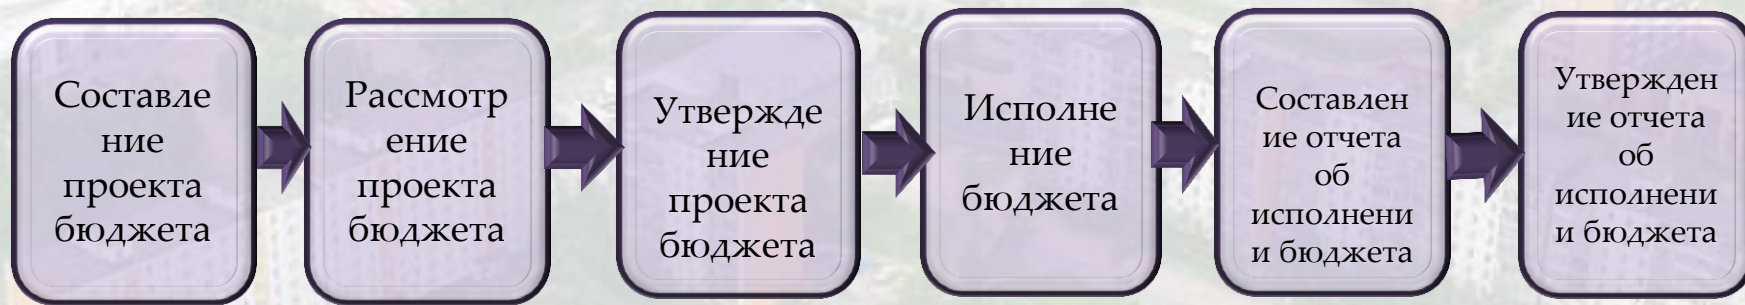 Составле
ние
проекта
бюджета
Рассмотр
ение
проекта
бюджета
Утвержде
ние
проекта
бюджета
Исполне
ние
бюджета
Составлен
ие отчета
об
исполнени
и бюджета
Утвержден
ие отчета
об
исполнени
и бюджета